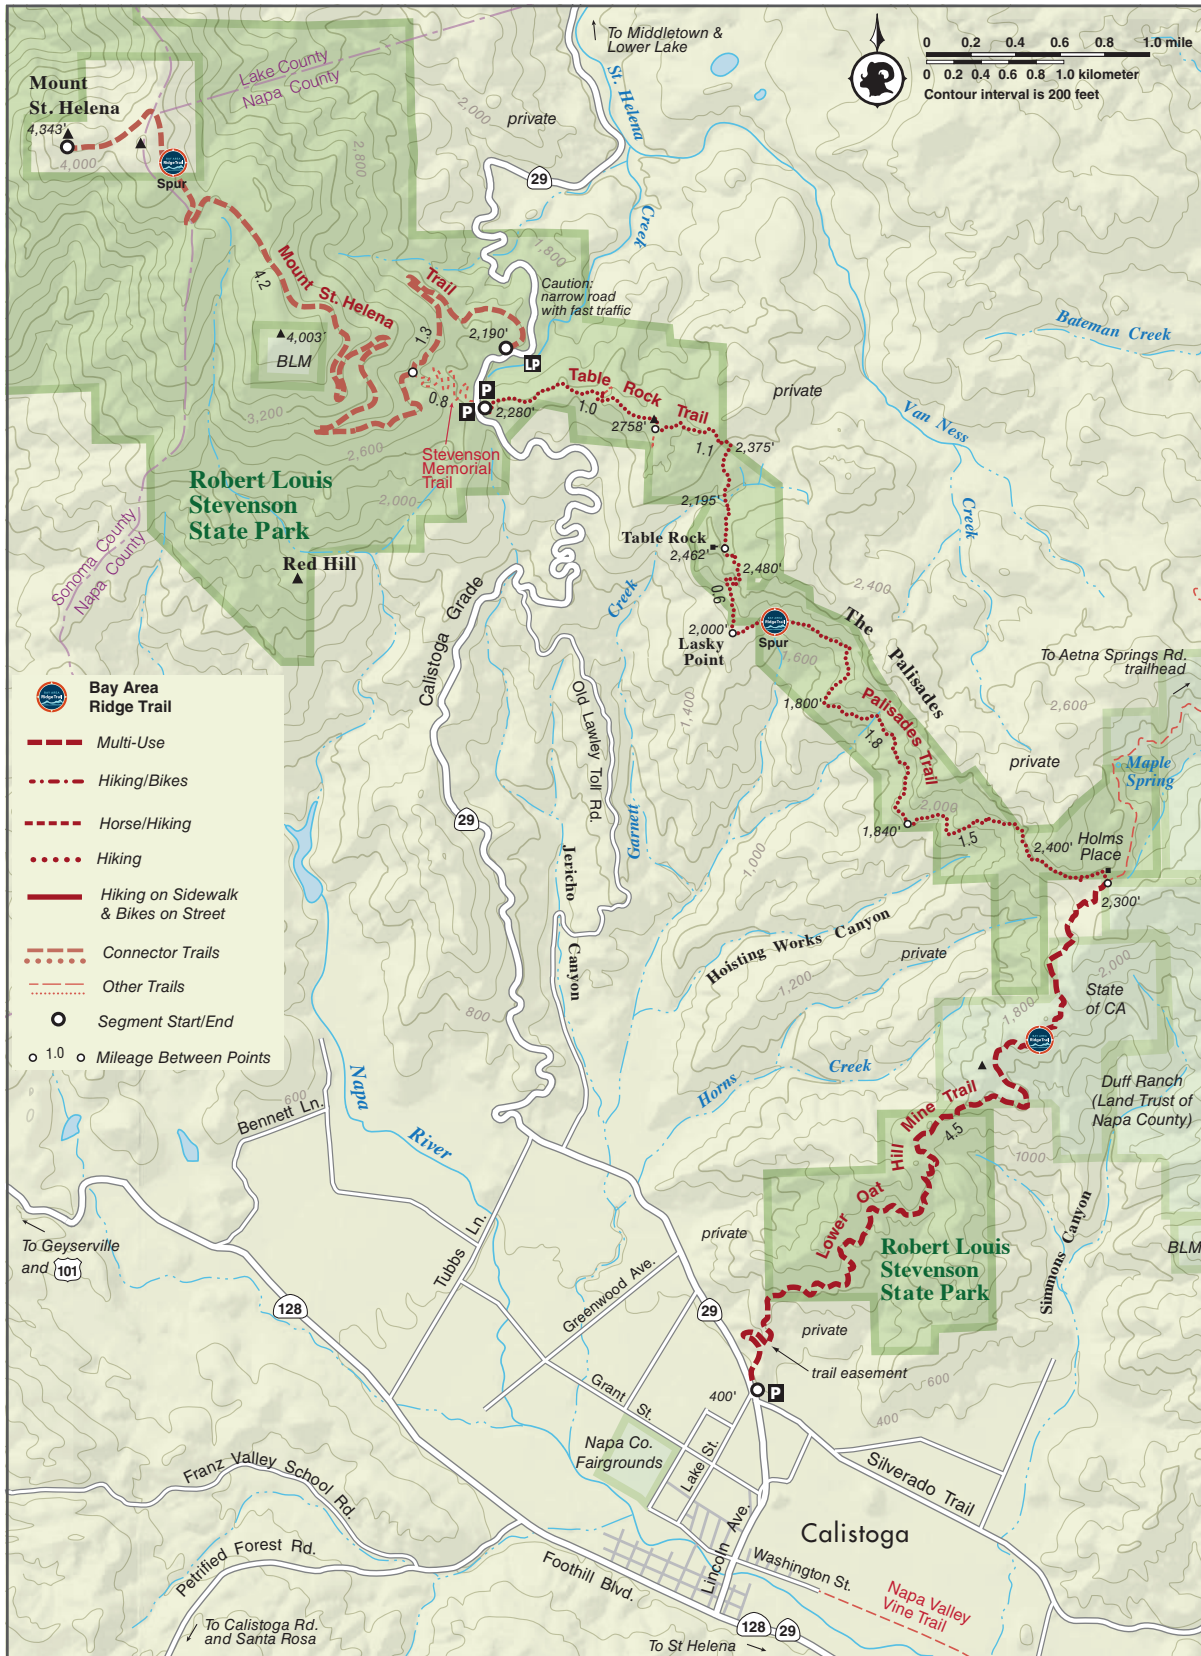 To Middletown &
Lower Lake
0 0.2 0.4 0.6 0.8 1.0 mile
0 0.2 0.4 0.6 0.8 1.0 kilometer
Contour interval is 200 feet
Mount
St. Helena
4,343'
4,000
Lake County
Napa County
2,000
private
St. Helena
Creek
2,800
29
Ridge Trail
Spur
1,800
Mount St. Helena
Trail
4.2
Caution:
narrow road
with fast traffic
4,003'
BLM
1.3
2,190'
LP
Bateman Creek
P
P
2,280'
0.8
Table Rock Trail
1.0
2758'
private
Van Ness
Creek
3,200
2,600
2,000
Stevenson
Memorial
Trail
1.1
2,375'
2,195'
Robert Louis
Stevenson
State Park
Red Hill
Sonoma County
Napa County
Table Rock
2,462'
2,480'
0.6
2,400
2,000'
Lasky
Point
Ridge Trail
Spur
1,600
The
Palisades
Calistoga Grade
Creek
Garnett
1,400
To Aetna Springs Rd.
trailhead
2,600
Old Lawley Toll Rd.
1,800'
Palisades Trail
1.8
private
Maple
Spring
2,000
1,840'
1.5
2,400'
Holms
Place
2,300'
Bay Area
Ridge Trail
Multi-Use
Hiking/Bikes
Horse/Hiking
Hiking
Hiking on Sidewalk
& Bikes on Street
Connector Trails
Other Trails
Segment Start/End
1.0 Mileage Between Points
29
Jericho
Canyon
1,000
Hoisting Works Canyon
private
1,200
2,000
State
of CA
1,800
Ridge Trail
800
600
Napa
River
Bennett Ln.
Horns
Creek
Duff Ranch
(Land Trust of
Napa County)
Lower Oat Hill Mine Trail
4.5
1000
Simmons Canyon
BLM
To Geyserville
and 101
Tubbs Ln.
private
Robert Louis
Stevenson
State Park
128
Greenwood Ave.
29
private
trail easement
600
400
400'
P
Grant St.
Napa Co.
Fairgrounds
Lake St.
Silverado Trail
Franz Valley School Rd.
Petrified Forest Rd.
Lincoln Ave.
Calistoga
Washington St.
Foothill Blvd.
Napa Valley
Vine Trail
To Calistoga Rd.
and Santa Rosa
To St Helena
128 29